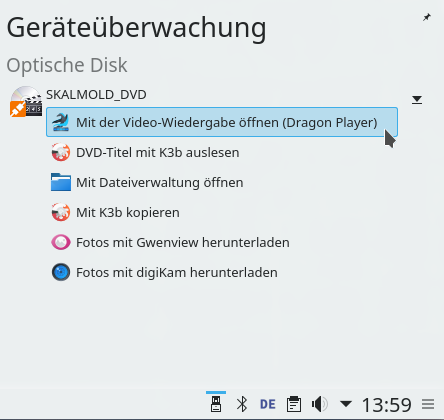 Geräteüberwachung
Optische Disk
SKALMOLD_DVD
Mit der Video-Wiedergabe öffnen (Dragon Player)
DVD-Titel mit K3b auslesen
Mit Dateiverwaltung öffnen
Mit K3b kopieren
Fotos mit Gwenview herunterladen
Fotos mit digiKam herunterladen
DE 13:59